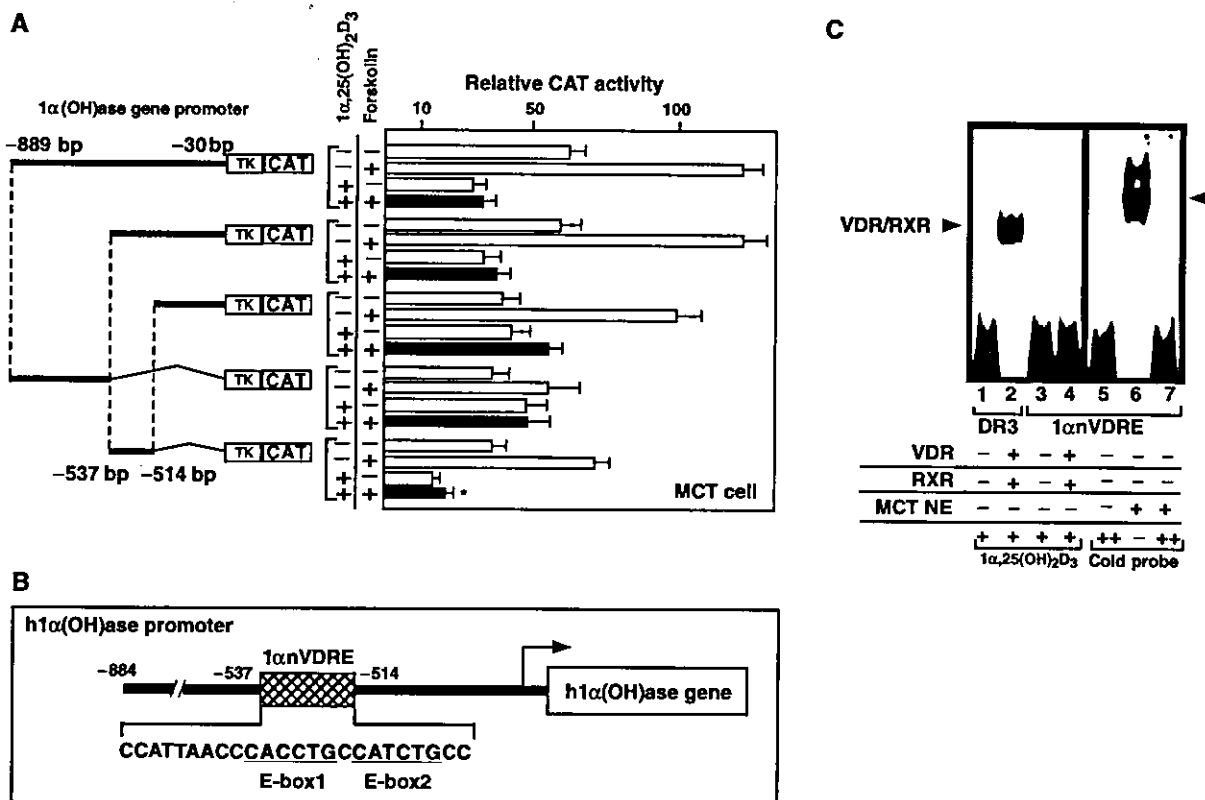 A
1α(OH)ase gene promoter
−889 bp
−30bp
1α,25(OH)2D3
Forskolin
Relative CAT activity
10 50 100
TK CAT − −
− +
+ −
+ +
TK CAT − −
− +
+ −
+ +
TK CAT − −
− +
+ −
+ +
TK CAT − −
− +
+ −
+ +
TK CAT − −
− +
+ −
+ + *
−537 bp −514 bp
MCT cell
B
h1α(OH)ase promoter
−884 −537 1αnVDRE −514
h1α(OH)ase gene
CCATTAACCCACCTGCCATCTGCC
E-box1 E-box2
C
VDR/RXR
1 2 3 4 5 6 7
DR3 1αnVDRE
VDR − + − + − − −
RXR − + − + − − −
MCT NE − − − − − + +
+ + + + ++ − ++
1α,25(OH)2D3 Cold probe